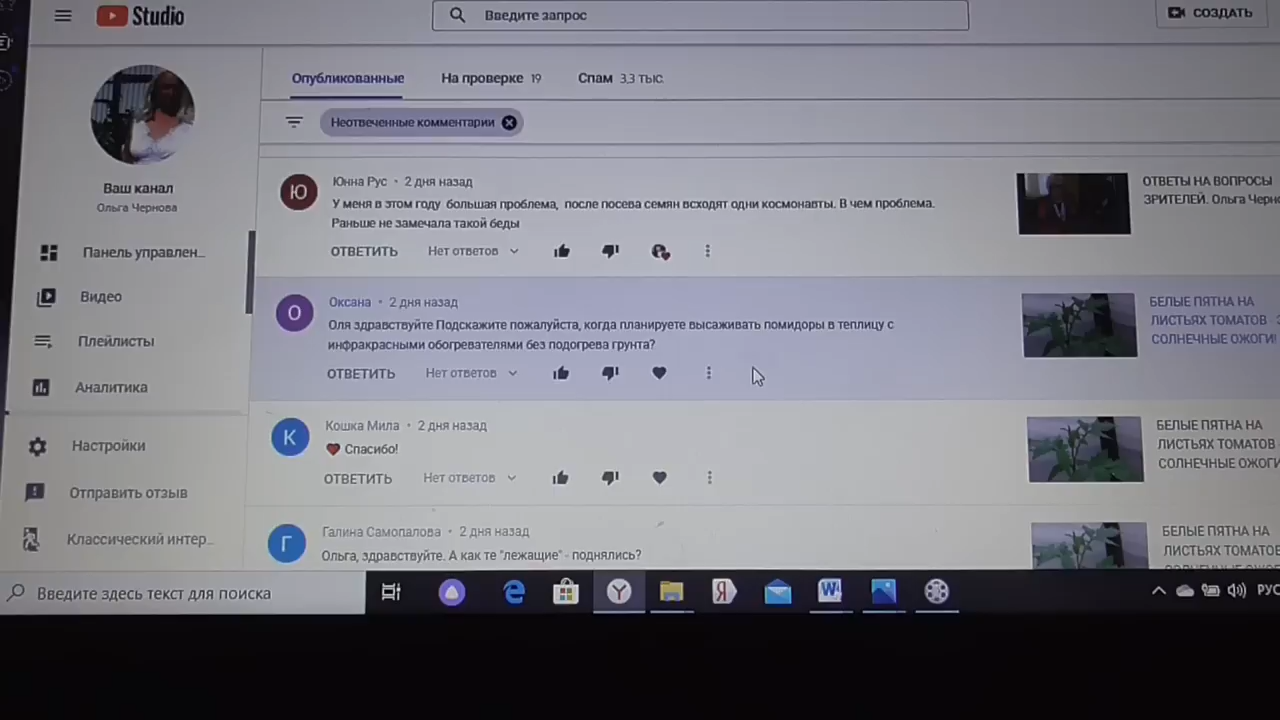 Studio
Введите запрос
СОЗДАТЬ
Опубликованные
На проверке 19
Спам 3,3 тыс.
Неотвеченные комментарии
Ваш канал
Ольга Чернова
Панель управлен...
Видео
Плейлисты
Аналитика
Настройки
Отправить отзыв
Классический интер...
Ю
Юнна Рус • 2 дня назад
У меня в этом году большая проблема, после посева семян всходят одни космонавты. В чем проблема.
Раньше не замечала такой беды
ОТВЕТИТЬ Нет ответов
ОТВЕТЫ НА ВОПРОСЫ
ЗРИТЕЛЕЙ. Ольга Черно
О
Оксана • 2 дня назад
Оля здравствуйте Подскажите пожалуйста, когда планируете высаживать помидоры в теплицу с
инфракрасными обогревателями без подогрева грунта?
ОТВЕТИТЬ Нет ответов
БЕЛЫЕ ПЯТНА НА
ЛИСТЬЯХ ТОМАТОВ -
СОЛНЕЧНЫЕ ОЖОГИ!
К
Кошка Мила • 2 дня назад
Спасибо!
ОТВЕТИТЬ Нет ответов
БЕЛЫЕ ПЯТНА НА
ЛИСТЬЯХ ТОМАТОВ
СОЛНЕЧНЫЕ ОЖОГИ
Г
Галина Самопалова • 2 дня назад
Ольга, здравствуйте. А как те "лежащие" - поднялись?
БЕЛЫЕ ПЯТНА НА
ЛИСТЬЯХ ТОМАТОВ
Введите здесь текст для поиска
РУС